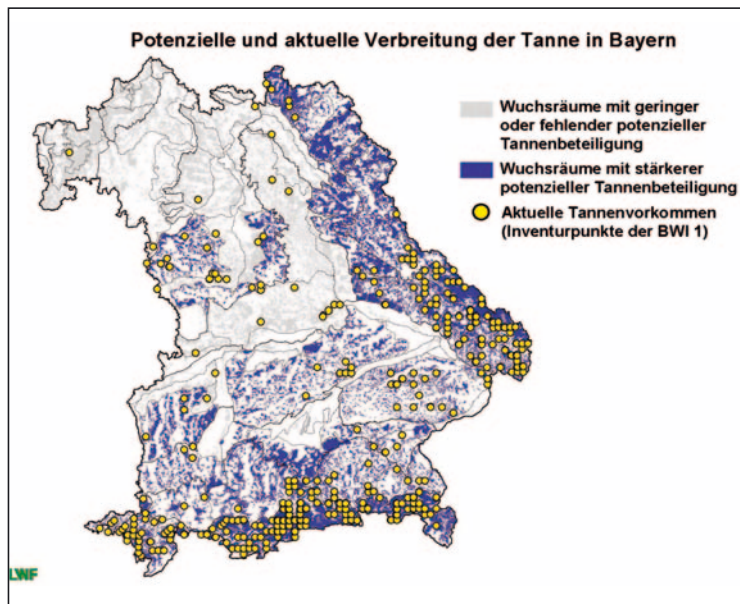 Potenzielle und aktuelle Verbreitung der Tanne in Bayern
Wuchsräume mit geringer
oder fehlender potenzieller
Tannenbeteiligung
Wuchsräume mit stärkerer
potenzieller Tannenbeteiligung
Aktuelle Tannenvorkommen
(Inventurpunkte der BWI 1)
LWF